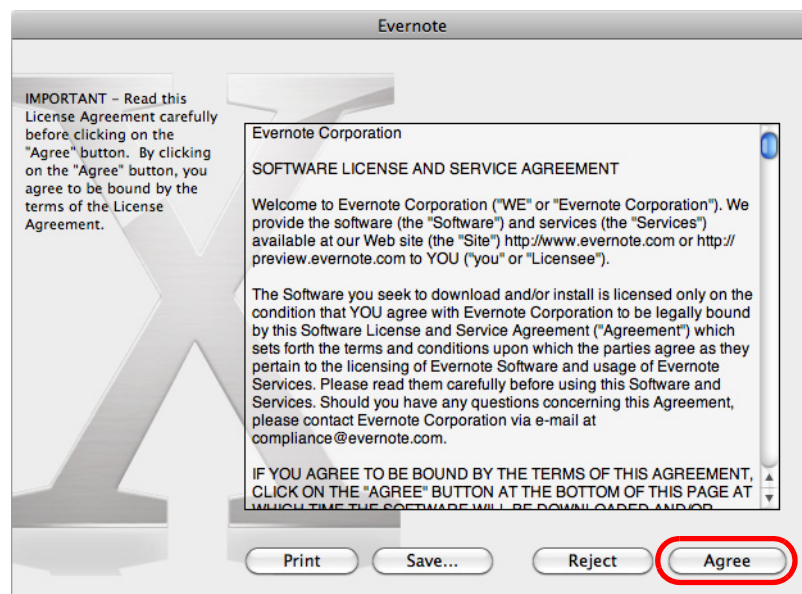 Evernote
IMPORTANT – Read this
License Agreement carefully
before clicking on the
"Agree" button.  By clicking
on the "Agree" button, you
agree to be bound by the
terms of the License
Agreement.
Evernote Corporation
SOFTWARE LICENSE AND SERVICE AGREEMENT
Welcome to Evernote Corporation ("WE" or "Evernote Corporation"). We
provide the software (the "Software") and services (the "Services")
available at our Web site (the "Site") http://www.evernote.com or http://
preview.evernote.com to YOU ("you" or "Licensee").
The Software you seek to download and/or install is licensed only on the
condition that YOU agree with Evernote Corporation to be legally bound
by this Software License and Service Agreement ("Agreement") which
sets forth the terms and conditions upon which the parties agree as they
pertain to the licensing of Evernote Software and usage of Evernote
Services. Please read them carefully before using this Software and
Services. Should you have any questions concerning this Agreement,
please contact Evernote Corporation via e-mail at
compliance@evernote.com.
IF YOU AGREE TO BE BOUND BY THE TERMS OF THIS AGREEMENT,
CLICK ON THE "AGREE" BUTTON AT THE BOTTOM OF THIS PAGE AT
WHICH TIME THE SOFTWARE WILL BE DOWNLOADED AND/OR
Print
Save...
Reject
Agree